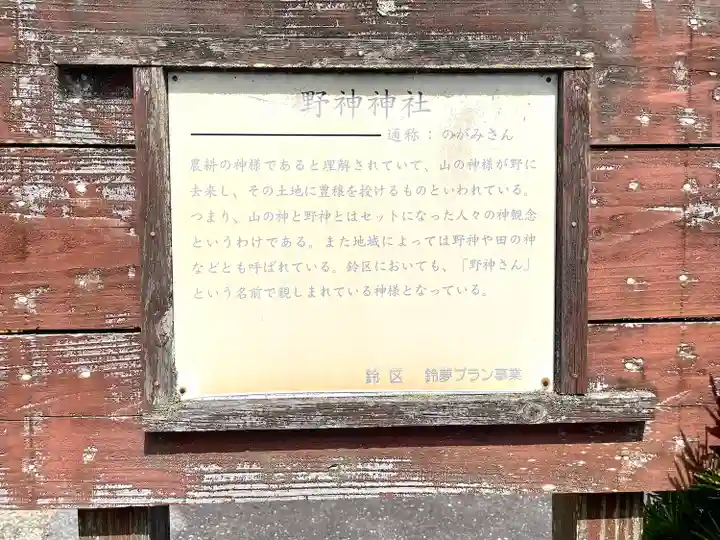 野神神社
通称：のがみさん
農耕の神様であると理解されていて、山の神様が野に
去来し、その土地に豊穣を授けるものといわれている。
つまり、山の神と野神とはセットになった人々の神観念
というわけである。また地域によっては野神や田の神
などとも呼ばれている。鈴区においても、「野神さん」
という名前で親しまれている神様となっている。
鈴区　鈴夢プラン事業